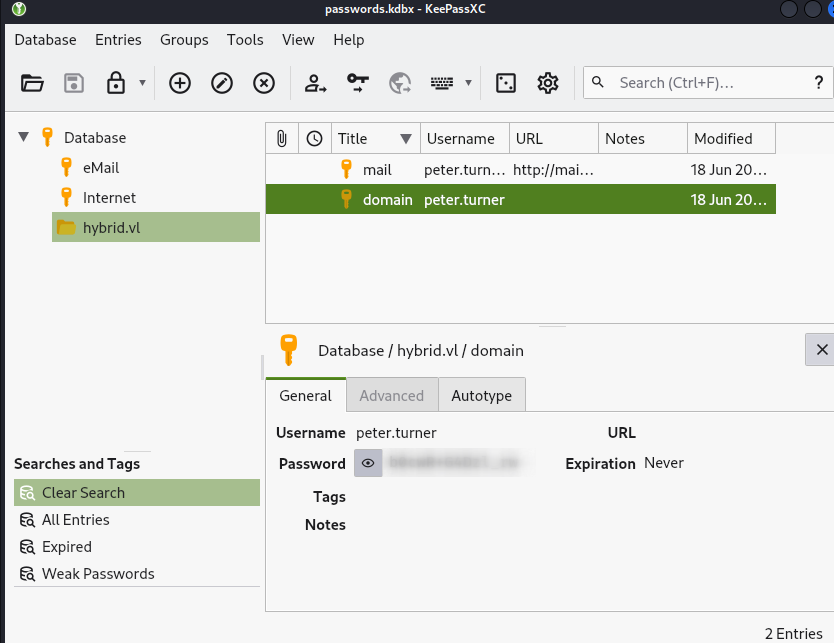 passwords.kdbx - KeePassXC
Database Entries Groups Tools View Help
Search (Ctrl+F)... ?
Database
eMail
Internet
hybrid.vl
Title Username URL Notes Modified
mail peter.turn... http://mai... 18 Jun 20...
domain peter.turner 18 Jun 20...
Database / hybrid.vl / domain
General Advanced Autotype
Username peter.turner URL
Password Expiration Never
Tags
Notes
Searches and Tags
Clear Search
All Entries
Expired
Weak Passwords
2 Entries